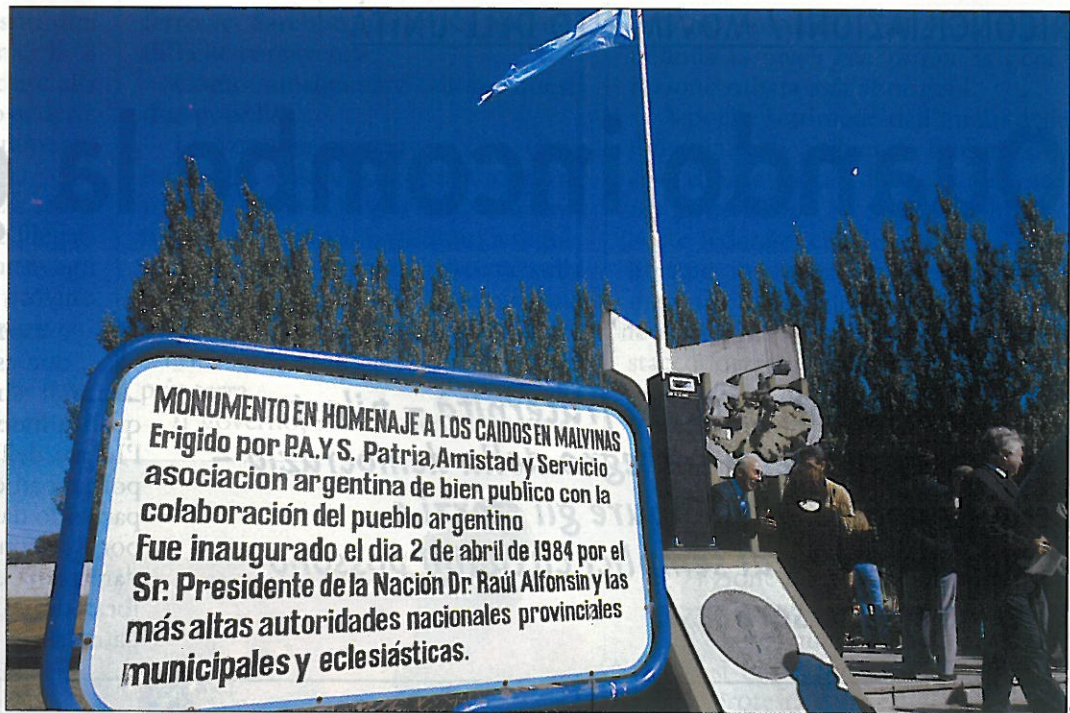 MONUMENTO EN HOMENAJE A LOS CAIDOS EN MALVINAS
Erigido por P.A.Y S. Patria, Amistad y Servicio
asociacion argentina de bien publico con la
colaboración del pueblo argentino
Fue inaugurado el dia 2 de abril de 1984 por el
Sr. Presidente de la Nación Dr. Raúl Alfonsin y las
más altas autoridades nacionales provinciales
municipales y eclesiásticas.